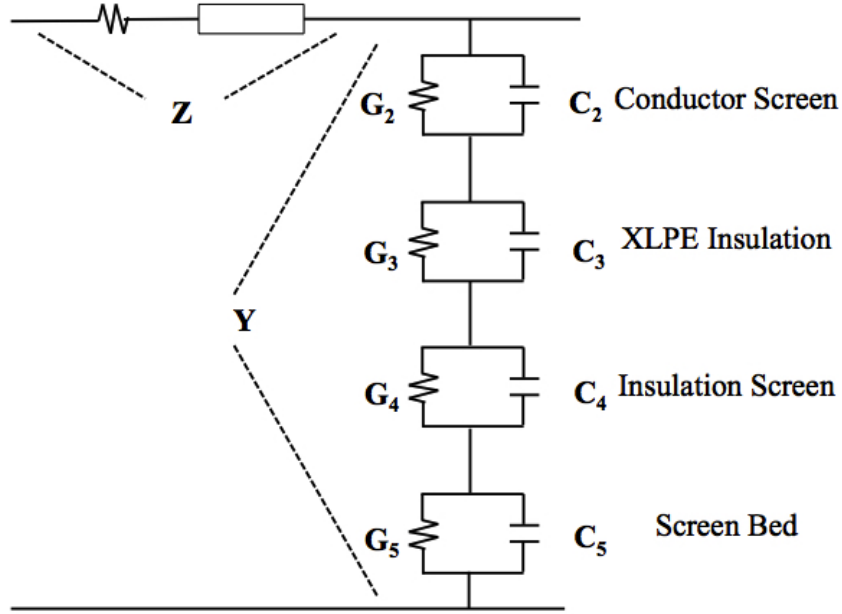 Z
G₂ C₂ Conductor Screen
G₃ C₃ XLPE Insulation
Y
G₄ C₄ Insulation Screen
G₅ C₅ Screen Bed